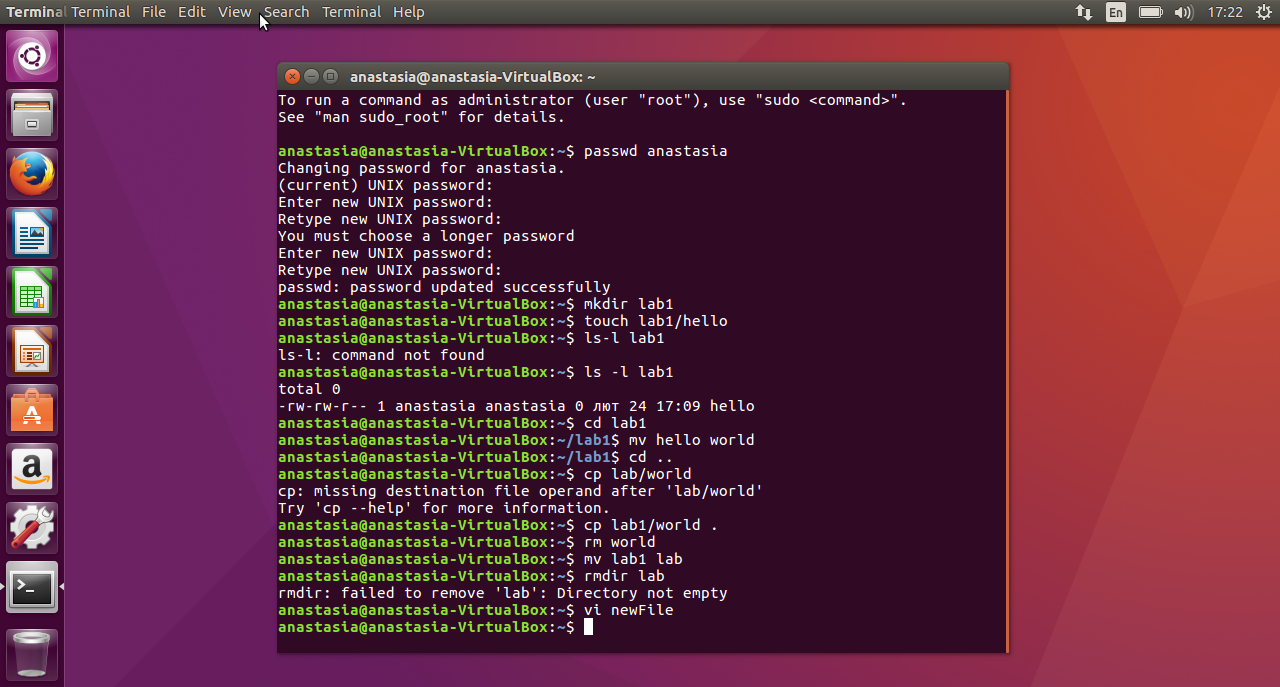 Terminal Terminal File Edit View Search Terminal Help En 17:22
anastasia@anastasia-VirtualBox: ~
To run a command as administrator (user "root"), use "sudo <command>".
See "man sudo_root" for details.
anastasia@anastasia-VirtualBox:~$ passwd anastasia
Changing password for anastasia.
(current) UNIX password:
Enter new UNIX password:
Retype new UNIX password:
You must choose a longer password
Enter new UNIX password:
Retype new UNIX password:
passwd: password updated successfully
anastasia@anastasia-VirtualBox:~$ mkdir lab1
anastasia@anastasia-VirtualBox:~$ touch lab1/hello
anastasia@anastasia-VirtualBox:~$ ls-l lab1
ls-l: command not found
anastasia@anastasia-VirtualBox:~$ ls -l lab1
total 0
-rw-rw-r-- 1 anastasia anastasia 0 лют 24 17:09 hello
anastasia@anastasia-VirtualBox:~$ cd lab1
anastasia@anastasia-VirtualBox:~/lab1$ mv hello world
anastasia@anastasia-VirtualBox:~/lab1$ cd ..
anastasia@anastasia-VirtualBox:~$ cp lab/world
cp: missing destination file operand after 'lab/world'
Try 'cp --help' for more information.
anastasia@anastasia-VirtualBox:~$ cp lab1/world .
anastasia@anastasia-VirtualBox:~$ rm world
anastasia@anastasia-VirtualBox:~$ mv lab1 lab
anastasia@anastasia-VirtualBox:~$ rmdir lab
rmdir: failed to remove 'lab': Directory not empty
anastasia@anastasia-VirtualBox:~$ vi newFile
anastasia@anastasia-VirtualBox:~$